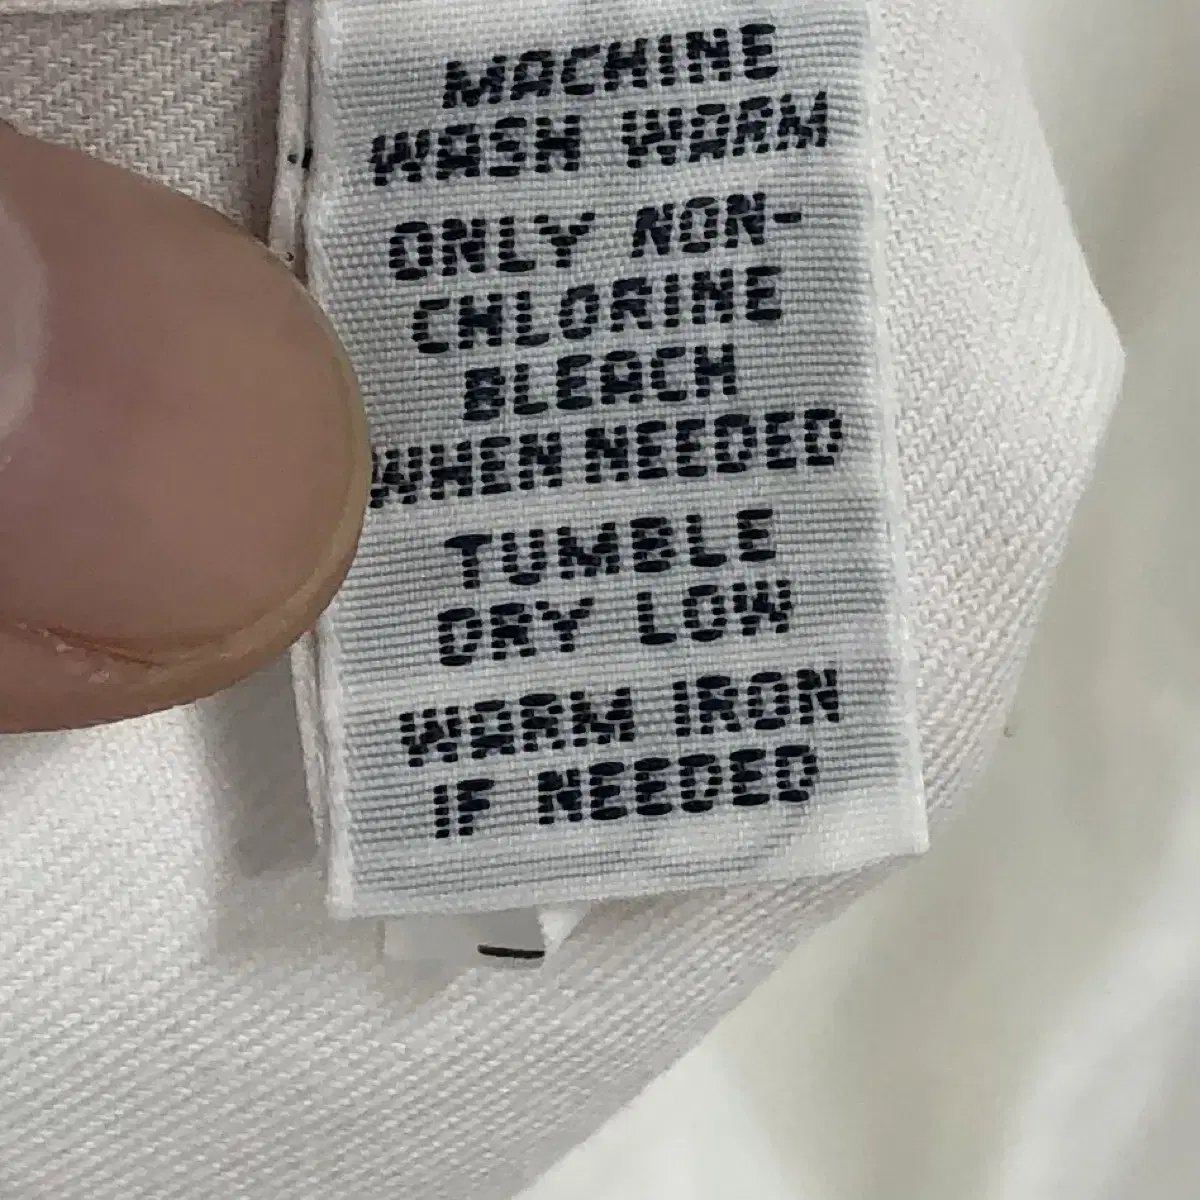 MACHINE
WASH WARM
ONLY NON-
CHLORINE
BLEACH
WHEN NEEDED
TUMBLE
DRY LOW
WARM IRON
IF NEEDED